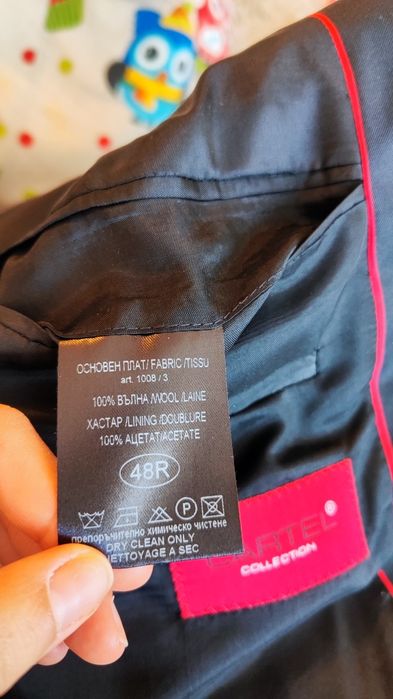 ОСНОВЕН ПЛАТ/ FABRIC /TISSU
art. 1008 / 3
100% ВЪЛНА /WOOL /LAINE
ХАСТАР /LINING /DOUBLURE
100% АЦЕТАТ/ACETATE
48R
P
препоръчително химическо чистене
DRY CLEAN ONLY
NETTOYAGE A SEC
®
COLLECTION